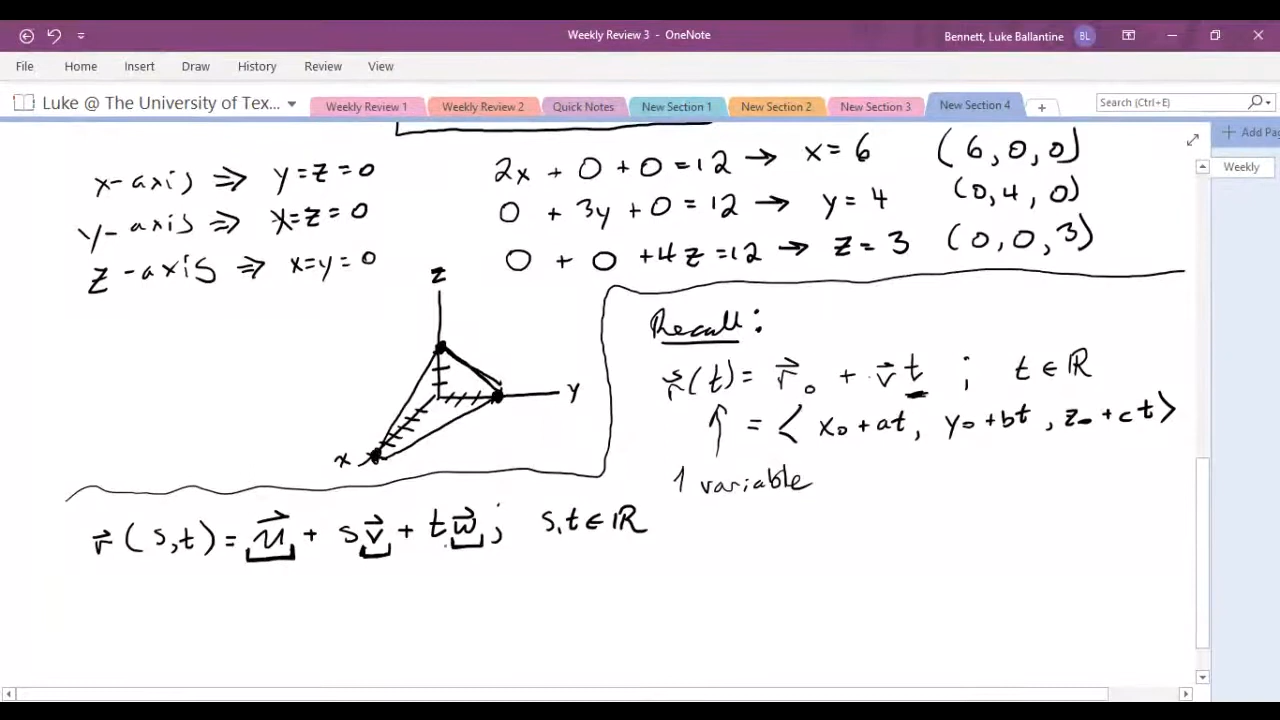 Weekly Review 3 - OneNote
Bennett, Luke Ballantine
BL
File Home Insert Draw History Review View
Luke @ The University of Tex...
Weekly Review 1
Weekly Review 2
Quick Notes
New Section 1
New Section 2
New Section 3
New Section 4
+
Search (Ctrl+E)
+ Add Pag
Weekly
x-axis ⇒ y=z=0
y-axis ⇒ x=z=0
z-axis ⇒ x=y=0
2x + 0 + 0 = 12 → x = 6 (6, 0, 0)
0 + 3y + 0 = 12 → y = 4 (0, 4, 0)
0 + 0 + 4z = 12 → z = 3 (0, 0, 3)
z
y
x
Recall:
r⃗(t) = r⃗₀ + v⃗t ; t ∈ ℝ
= ⟨ x₀ + at, y₀ + bt, z₀ + ct ⟩
1 variable
r⃗(s,t) = u⃗ + sv⃗ + tw⃗ ; s,t ∈ ℝ